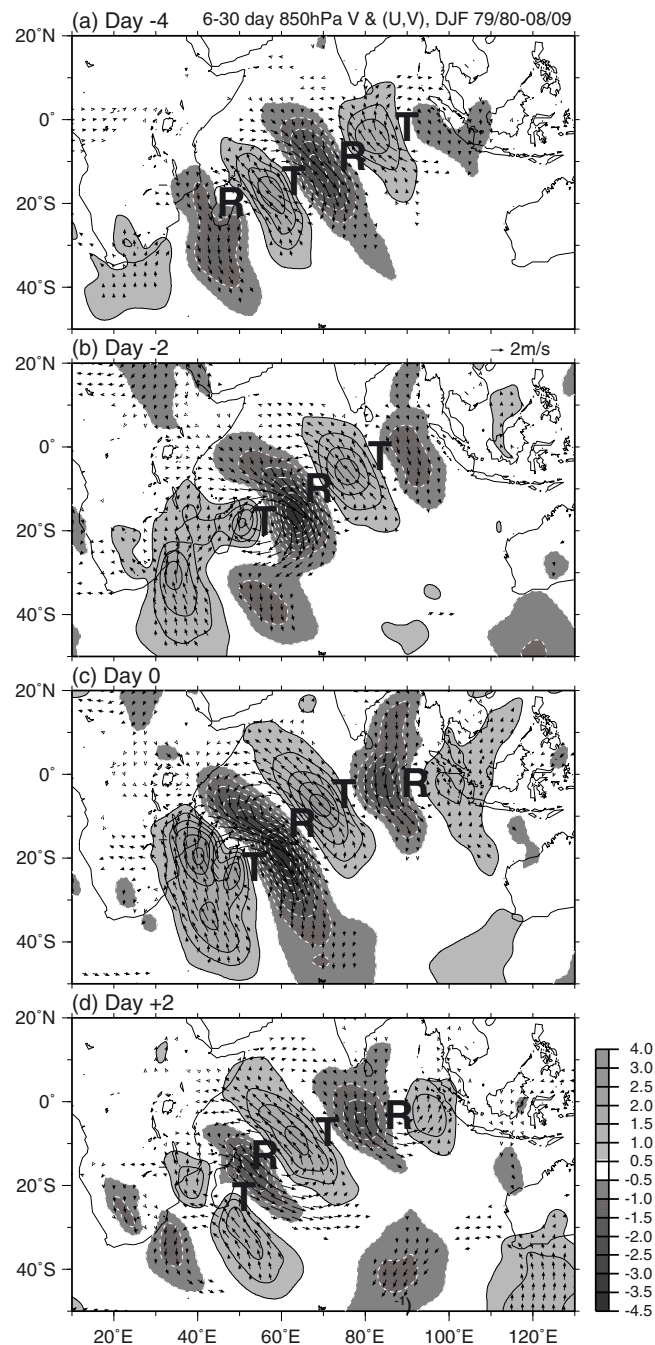 (a) Day -4 6-30 day 850hPa V & (U,V), DJF 79/80-08/09
20°N
0°
20°S
40°S
T
R
T
R
(b) Day -2 2m/s
20°N
0°
20°S
40°S
T
R
T
(c) Day 0
20°N
0°
20°S
40°S
T
R
R
T
(d) Day +2
20°N
0°
20°S
40°S
R
T
R
T
-1
20°E 40°E 60°E 80°E 100°E 120°E
4.0
3.0
2.5
2.0
1.5
1.0
0.5
-0.5
-1.0
-1.5
-2.0
-2.5
-3.0
-3.5
-4.5